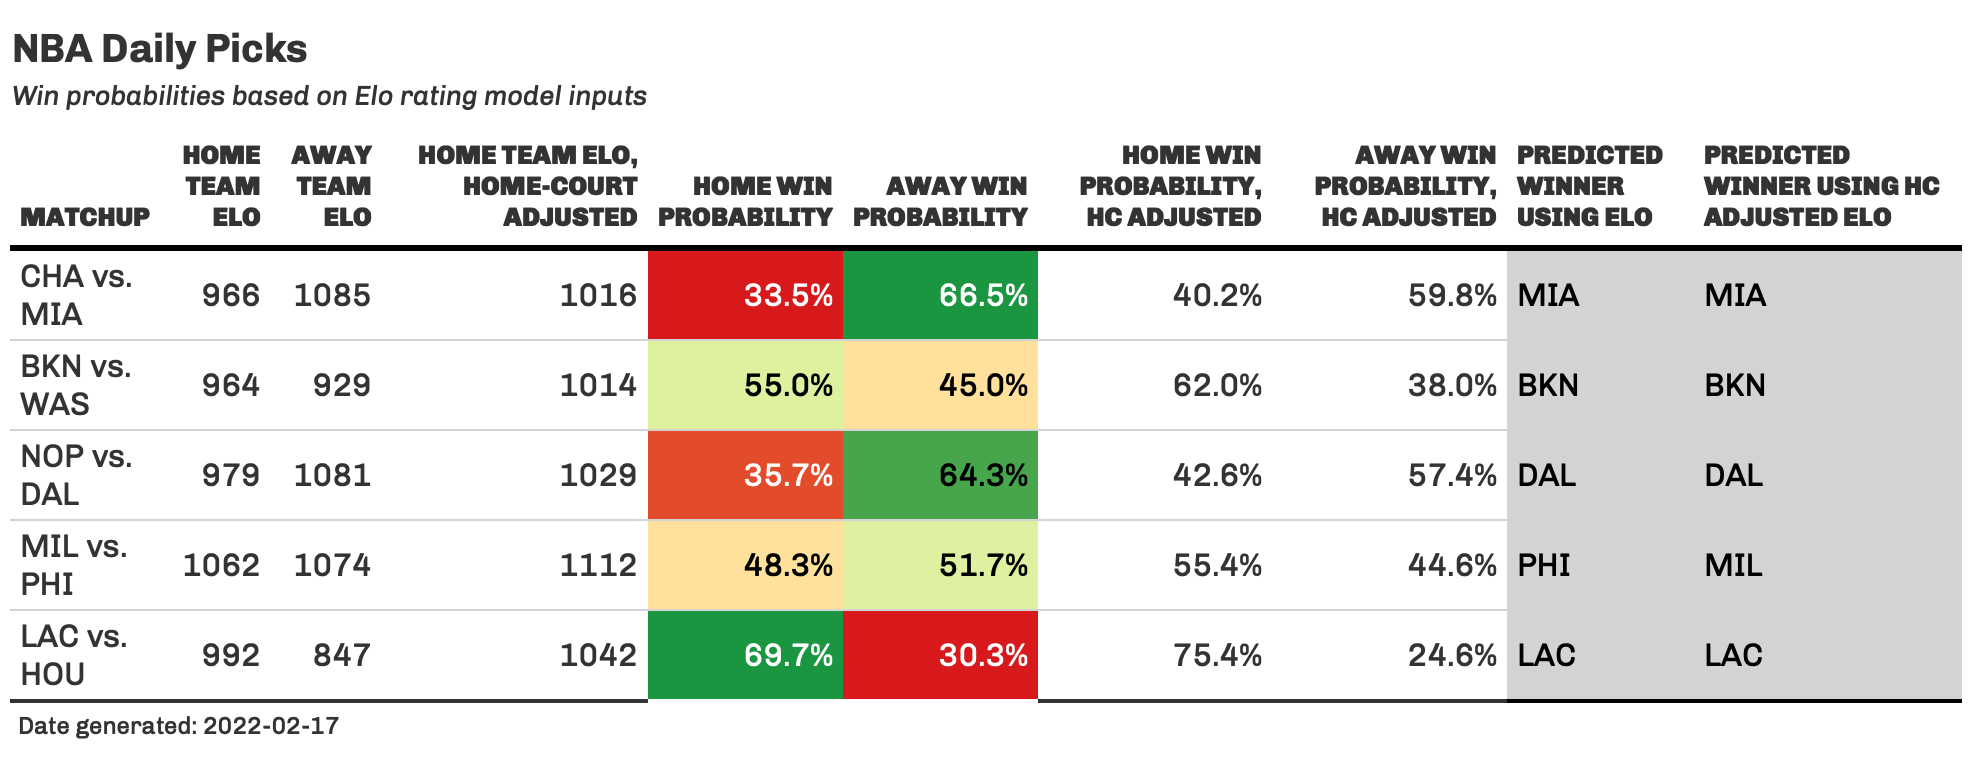 NBA Daily Picks
Win probabilities based on Elo rating model inputs
MATCHUP HOME TEAM ELO AWAY TEAM ELO HOME TEAM ELO, HOME-COURT ADJUSTED HOME WIN PROBABILITY AWAY WIN PROBABILITY HOME WIN PROBABILITY, HC ADJUSTED AWAY WIN PROBABILITY, HC ADJUSTED PREDICTED WINNER USING ELO PREDICTED WINNER USING HC ADJUSTED ELO
CHA vs. MIA 966 1085 1016 33.5% 66.5% 40.2% 59.8% MIA MIA
BKN vs. WAS 964 929 1014 55.0% 45.0% 62.0% 38.0% BKN BKN
NOP vs. DAL 979 1081 1029 35.7% 64.3% 42.6% 57.4% DAL DAL
MIL vs. PHI 1062 1074 1112 48.3% 51.7% 55.4% 44.6% PHI MIL
LAC vs. HOU 992 847 1042 69.7% 30.3% 75.4% 24.6% LAC LAC
Date generated: 2022-02-17